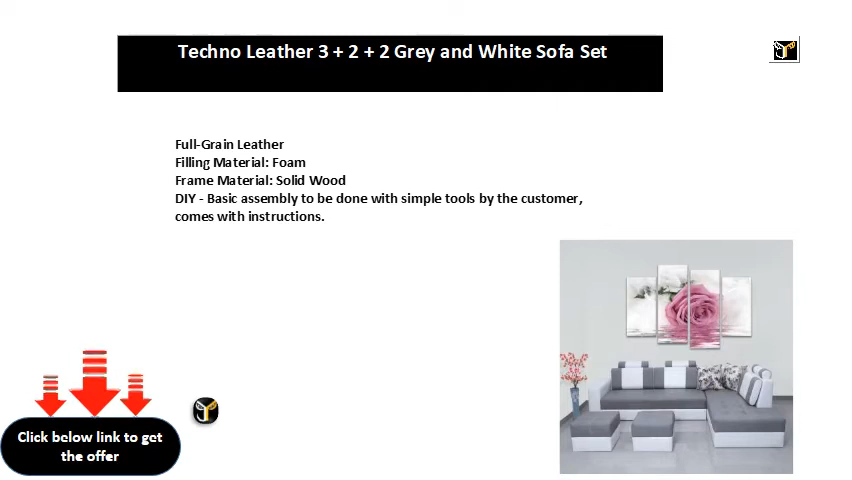 Techno Leather 3 + 2 + 2 Grey and White Sofa Set
Full-Grain Leather
Filling Material: Foam
Frame Material: Solid Wood
DIY - Basic assembly to be done with simple tools by the customer,
comes with instructions.
Click below link to get
the offer